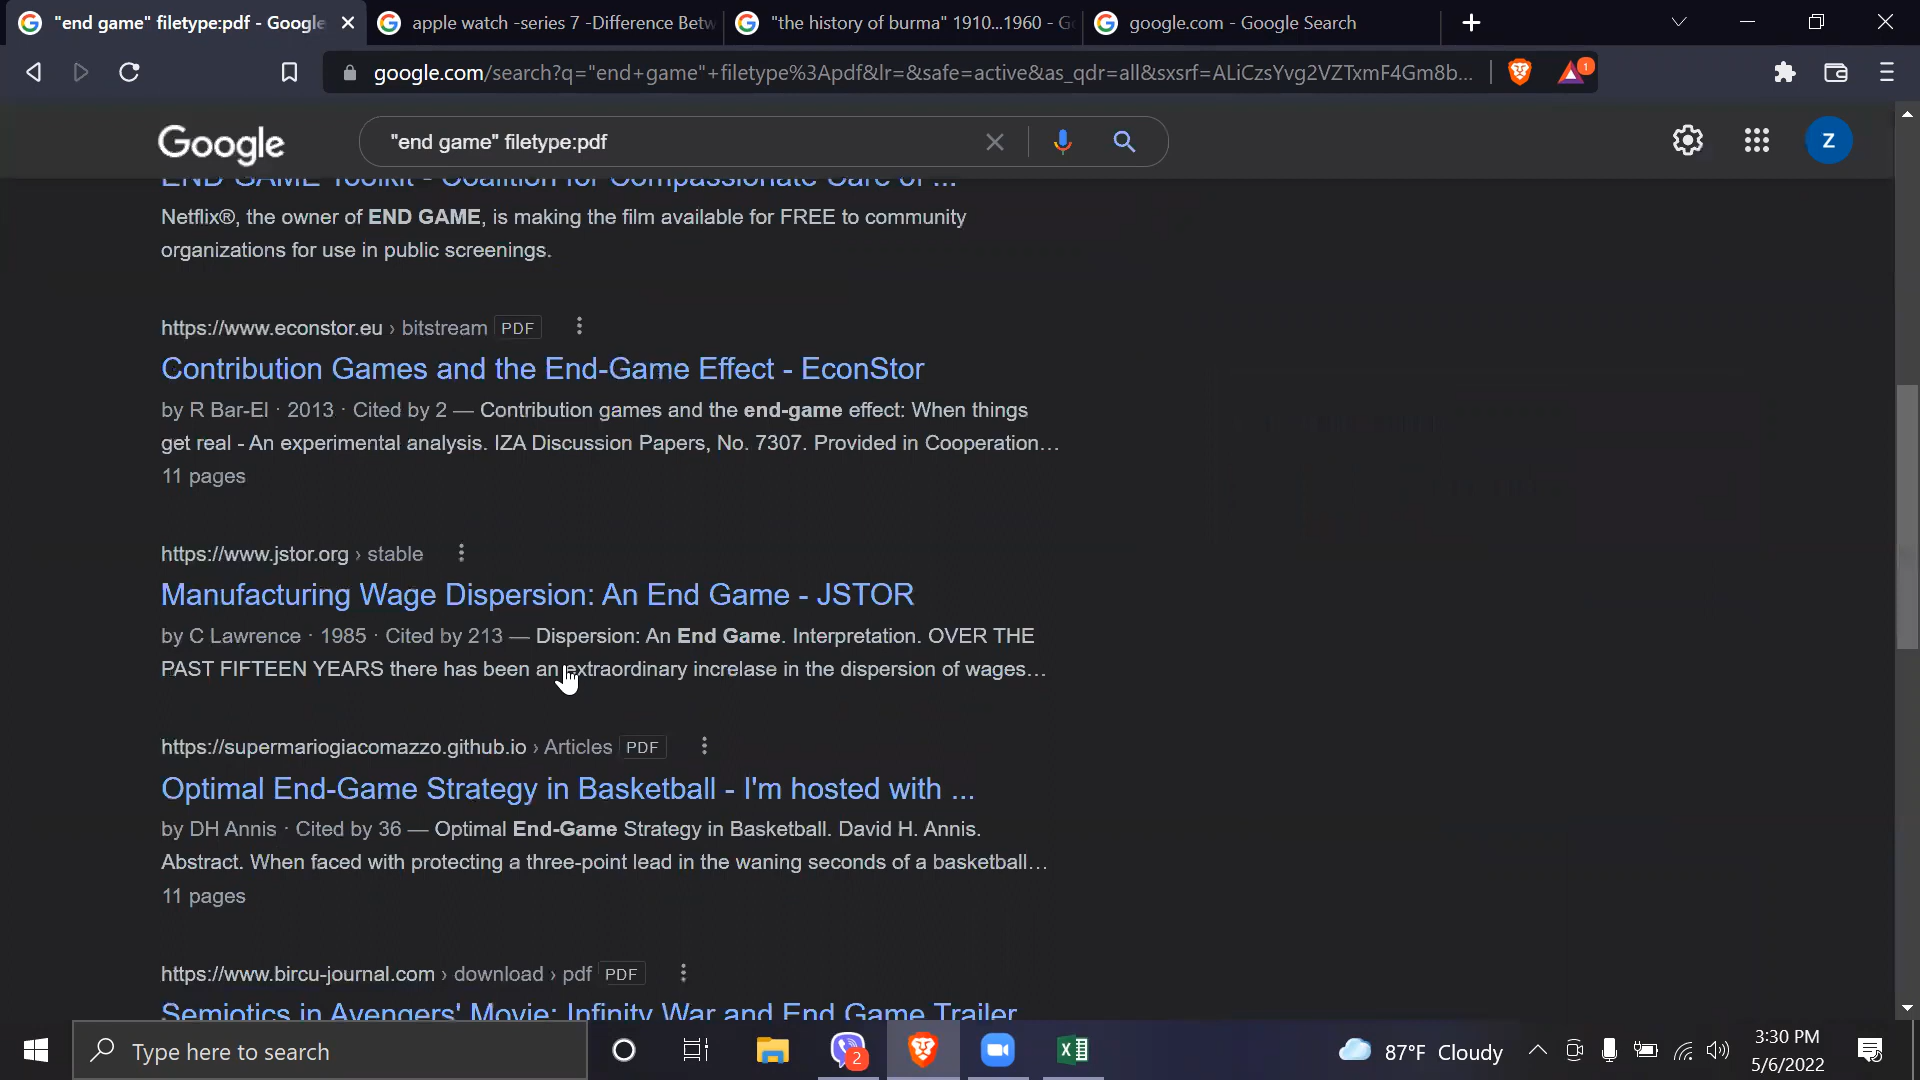 "end game" filetype:pdf - Google
apple watch -series 7 -Difference Betw
"the history of burma" 1910...1960 - G
google.com - Google Search
google.com/search?q="end+game"+filetype%3Apdf&lr=&safe=active&as_qdr=all&sxsrf=ALiCzsYvg2VZTxmF4Gm8b...
1
Google
"end game" filetype:pdf
Z
END GAME Toolkit - Coalition for Compassionate Care of ...
Netflix®, the owner of END GAME, is making the film available for FREE to community
organizations for use in public screenings.
https://www.econstor.eu › bitstream PDF
Contribution Games and the End-Game Effect - EconStor
by R Bar-El · 2013 · Cited by 2 — Contribution games and the end-game effect: When things
get real - An experimental analysis. IZA Discussion Papers, No. 7307. Provided in Cooperation...
11 pages
https://www.jstor.org › stable
Manufacturing Wage Dispersion: An End Game - JSTOR
by C Lawrence · 1985 · Cited by 213 — Dispersion: An End Game. Interpretation. OVER THE
PAST FIFTEEN YEARS there has been an extraordinary increlase in the dispersion of wages...
https://supermariogiacomazzo.github.io › Articles PDF
Optimal End-Game Strategy in Basketball - I'm hosted with ...
by DH Annis · Cited by 36 — Optimal End-Game Strategy in Basketball. David H. Annis.
Abstract. When faced with protecting a three-point lead in the waning seconds of a basketball...
11 pages
https://www.bircu-journal.com › download › pdf PDF
Semiotics in Avengers' Movie: Infinity War and End Game Trailer
Type here to search
2
87°F Cloudy
3:30 PM
5/6/2022